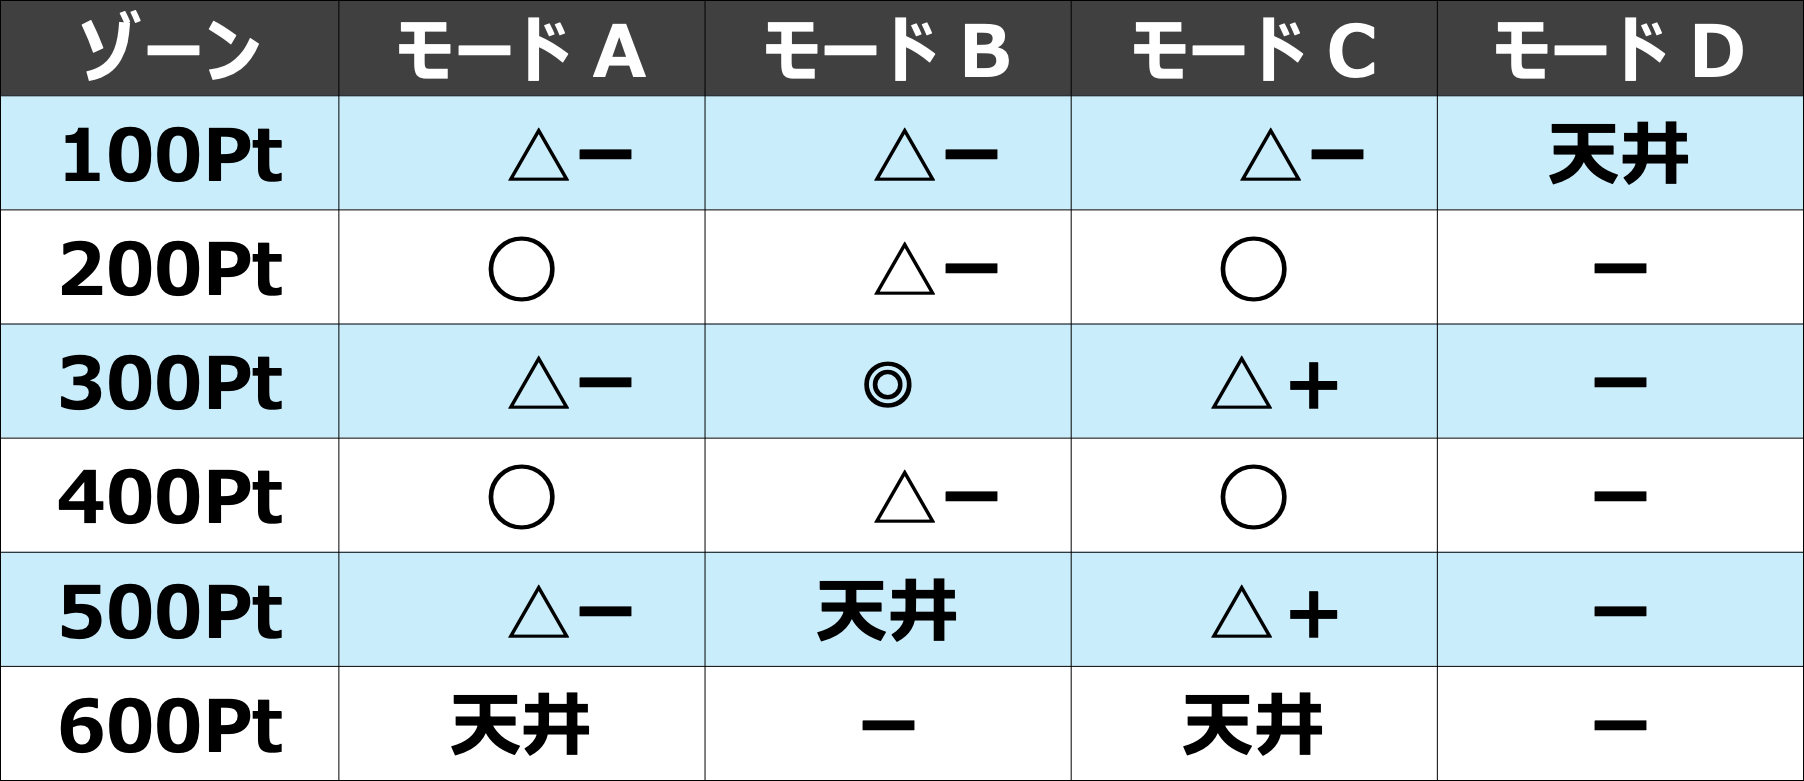 ゾーン モードA モードB モードC モードD
100Pt △− △− △− 天井
200Pt ○ △− ○ −
300Pt △− ◎ △+ −
400Pt ○ △− ○ −
500Pt △− 天井 △+ −
600Pt 天井 − 天井 −